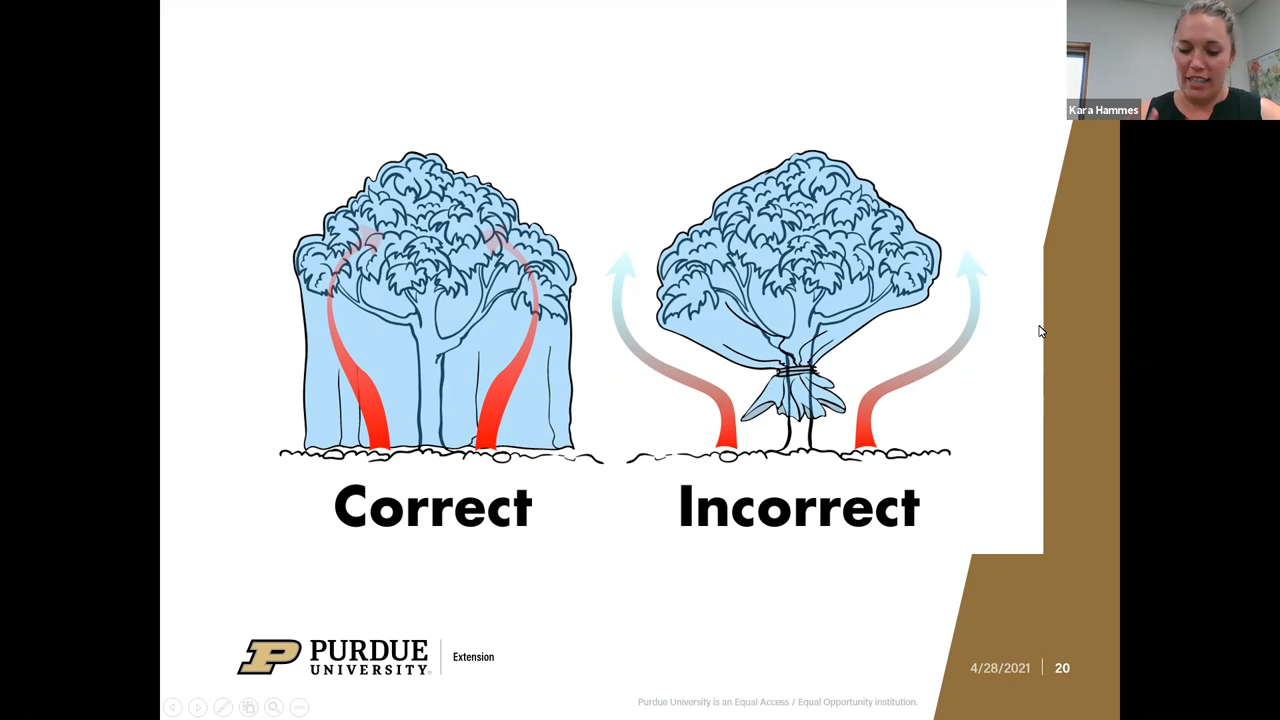 Kara Hammes
Correct
Incorrect
PURDUE
UNIVERSITY®
Extension
4/28/2021
20
Purdue University is an Equal Access / Equal Opportunity institution.